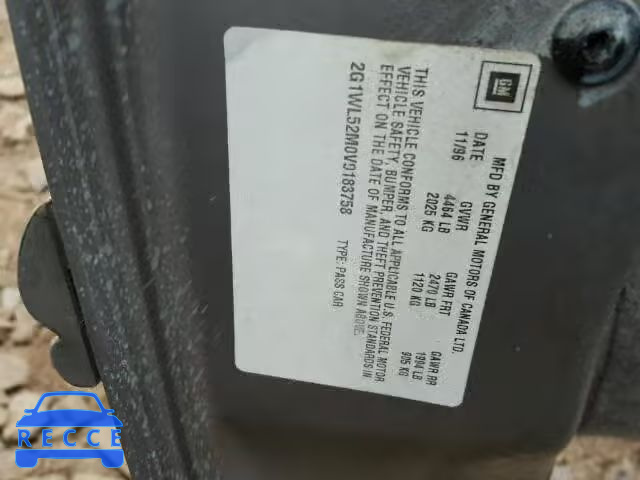 GM
MFD BY GENERAL MOTORS OF CANADA LTD.
DATE GVWR GAWR FRT GAWR RR
11/96 4464 LB 2470 LB 1994 LB
2025 KG 1120 KG 905 KG
THIS VEHICLE CONFORMS TO ALL APPLICABLE U.S. FEDERAL MOTOR
VEHICLE SAFETY, BUMPER, AND THEFT PREVENTION STANDARDS IN
EFFECT ON THE DATE OF MANUFACTURE SHOWN ABOVE.
2G1WL52M0V9183758 TYPE: PASS CAR
RECCE